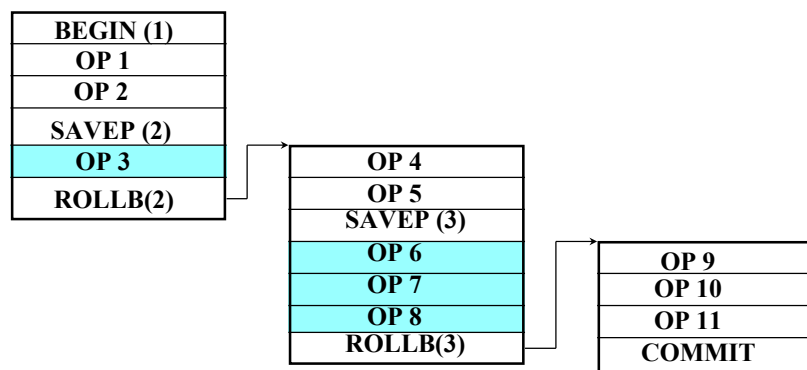 BEGIN (1)
OP 1
OP 2
SAVEP (2)
OP 3
ROLLB(2)
OP 4
OP 5
SAVEP (3)
OP 6
OP 7
OP 8
ROLLB(3)
OP 9
OP 10
OP 11
COMMIT